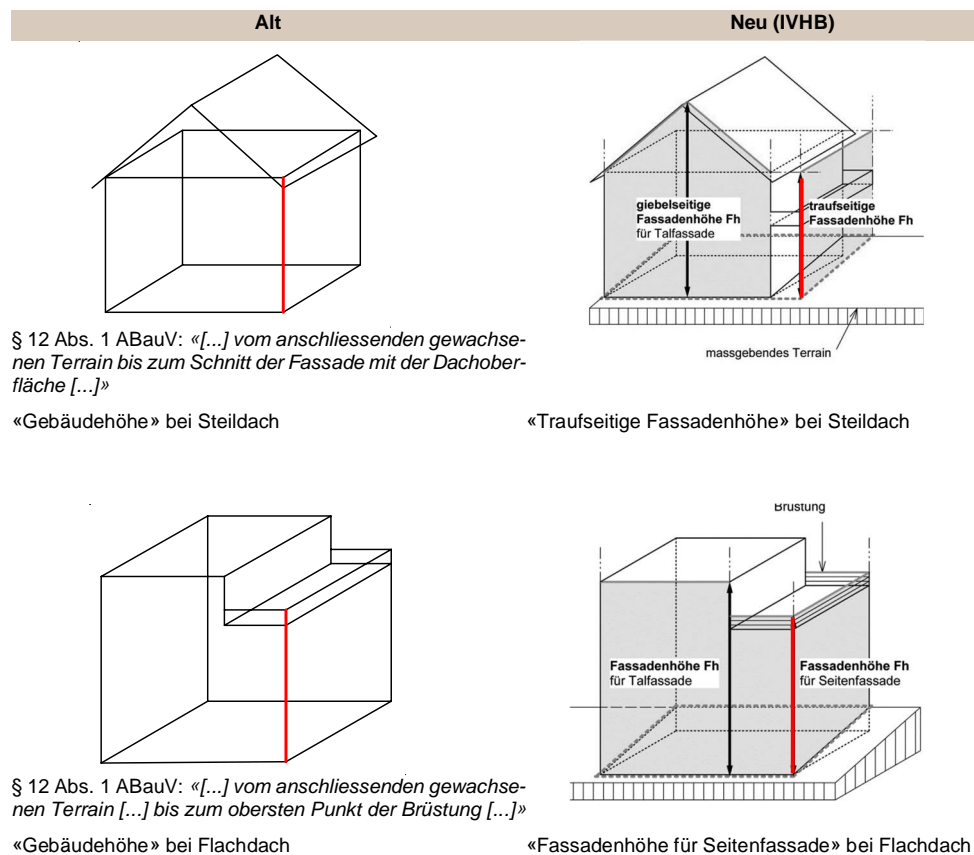 Alt
Neu (IVHB)
giebelseitige
Fassadenhöhe Fh
für Talfassade
traufseitige
Fassadenhöhe Fh
massgebendes Terrain
§ 12 Abs. 1 ABauV: «[...] vom anschliessenden gewachse-
nen Terrain bis zum Schnitt der Fassade mit der Dachober-
fläche [...]»
«Gebäudehöhe» bei Steildach
«Traufseitige Fassadenhöhe» bei Steildach
Brüstung
Fassadenhöhe Fh
für Talfassade
Fassadenhöhe Fh
für Seitenfassade
§ 12 Abs. 1 ABauV: «[...] vom anschliessenden gewachse-
nen Terrain [...] bis zum obersten Punkt der Brüstung [...]»
«Gebäudehöhe» bei Flachdach
«Fassadenhöhe für Seitenfassade» bei Flachdach